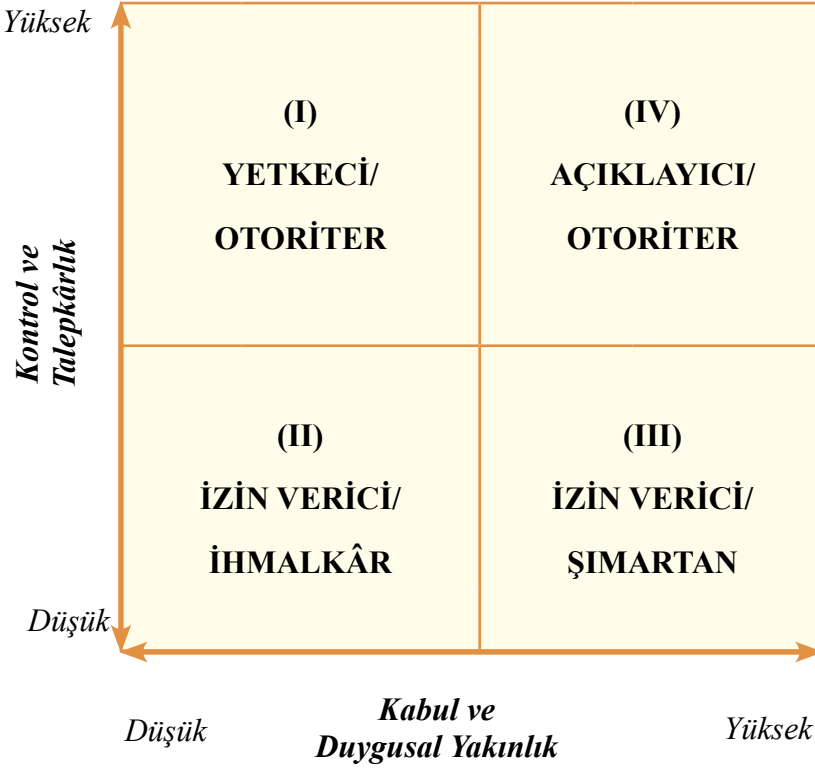 Yüksek
(I)
YETKECİ/
OTORİTER
(IV)
AÇIKLAYICI/
OTORİTER
Kontrol ve
Talepkârlık
(II)
İZİN VERİCİ/
İHMALKÂR
(III)
İZİN VERİCİ/
ŞIMARTAN
Düşük
Düşük
Kabul ve
Duygusal Yakınlık
Yüksek